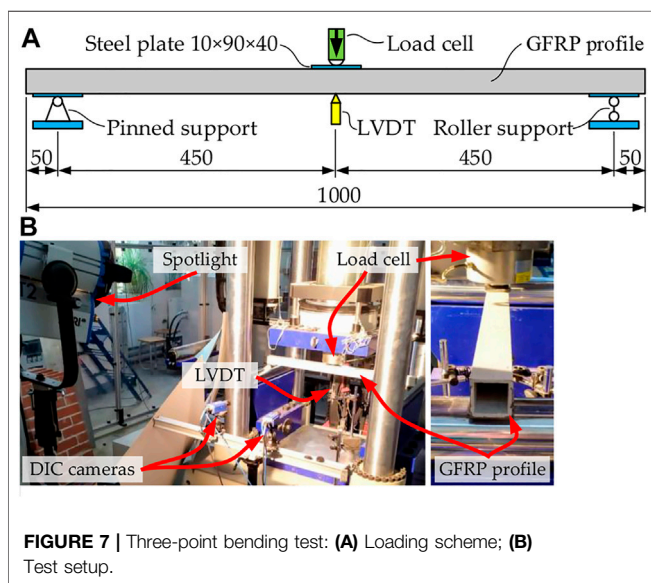 A
Steel plate 10×90×40
Load cell
GFRP profile
Pinned support
LVDT
Roller support
50
450
450
50
1000
B
Spotlight
Load cell
LVDT
DIC cameras
GFRP profile
FIGURE 7 | Three-point bending test: (A) Loading scheme; (B)
Test setup.